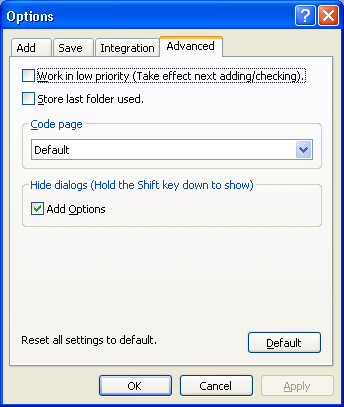 Options
Add Save Integration Advanced
Work in low priority (Take effect next adding/checking).
Store last folder used.
Code page
Default
Hide dialogs (Hold the Shift key down to show)
Add Options
Reset all settings to default. Default
OK Cancel Apply